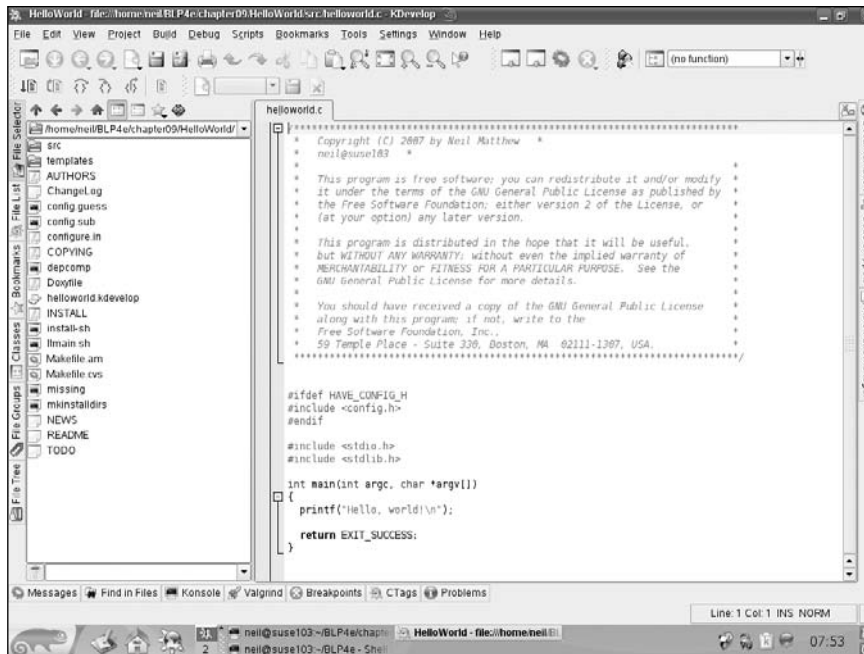 HelloWorld - file:///home/neil/BLP4e/chapter09/HelloWorld/src/helloworld.c - KDevelop
File Edit View Project Build Debug Scripts Bookmarks Tools Settings Window Help
(no function)
helloworld.c
/home/neil/BLP4e/chapter09/HelloWorld/
src
templates
AUTHORS
ChangeLog
config.guess
config.sub
configure.in
COPYING
depcomp
Doxyfile
helloworld.kdevelop
INSTALL
install-sh
ltmain.sh
Makefile.am
Makefile.cvs
missing
mkinstalldirs
NEWS
README
TODO
File Selector
File List
Bookmarks
Classes
File Groups
File Tree
/***************************************************************************
* Copyright (C) 2007 by Neil Matthew *
* neil@suse103 *
* *
* This program is free software; you can redistribute it and/or modify *
* it under the terms of the GNU General Public License as published by *
* the Free Software Foundation; either version 2 of the License, or *
* (at your option) any later version. *
* *
* This program is distributed in the hope that it will be useful, *
* but WITHOUT ANY WARRANTY; without even the implied warranty of *
* MERCHANTABILITY or FITNESS FOR A PARTICULAR PURPOSE. See the *
* GNU General Public License for more details. *
* *
* You should have received a copy of the GNU General Public License *
* along with this program; if not, write to the *
* Free Software Foundation, Inc., *
* 59 Temple Place - Suite 330, Boston, MA 02111-1307, USA. *
***************************************************************************/
#ifdef HAVE_CONFIG_H
#include <config.h>
#endif
#include <stdio.h>
#include <stdlib.h>
int main(int argc, char *argv[])
{
printf("Hello, world!\n");
return EXIT_SUCCESS;
}
Messages Find in Files Konsole Valgrind Breakpoints CTags Problems
Line: 1 Col: 1 INS NORM
neil@suse103:~/BLP4e/chapte
HelloWorld - file:///home/neil/BL
2
neil@suse103:~/BLP4e - Shell
07:53